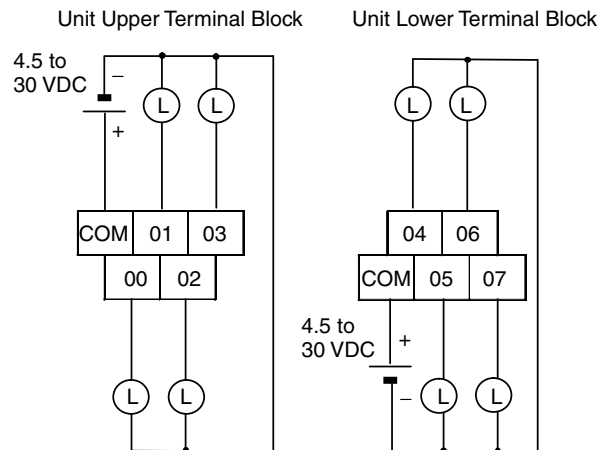 Unit Upper Terminal Block
Unit Lower Terminal Block
4.5 to
30 VDC
–
+
L
L
COM 01 03
00 02
L
L
L
L
04 06
COM 05 07
4.5 to
30 VDC
+
–
L
L